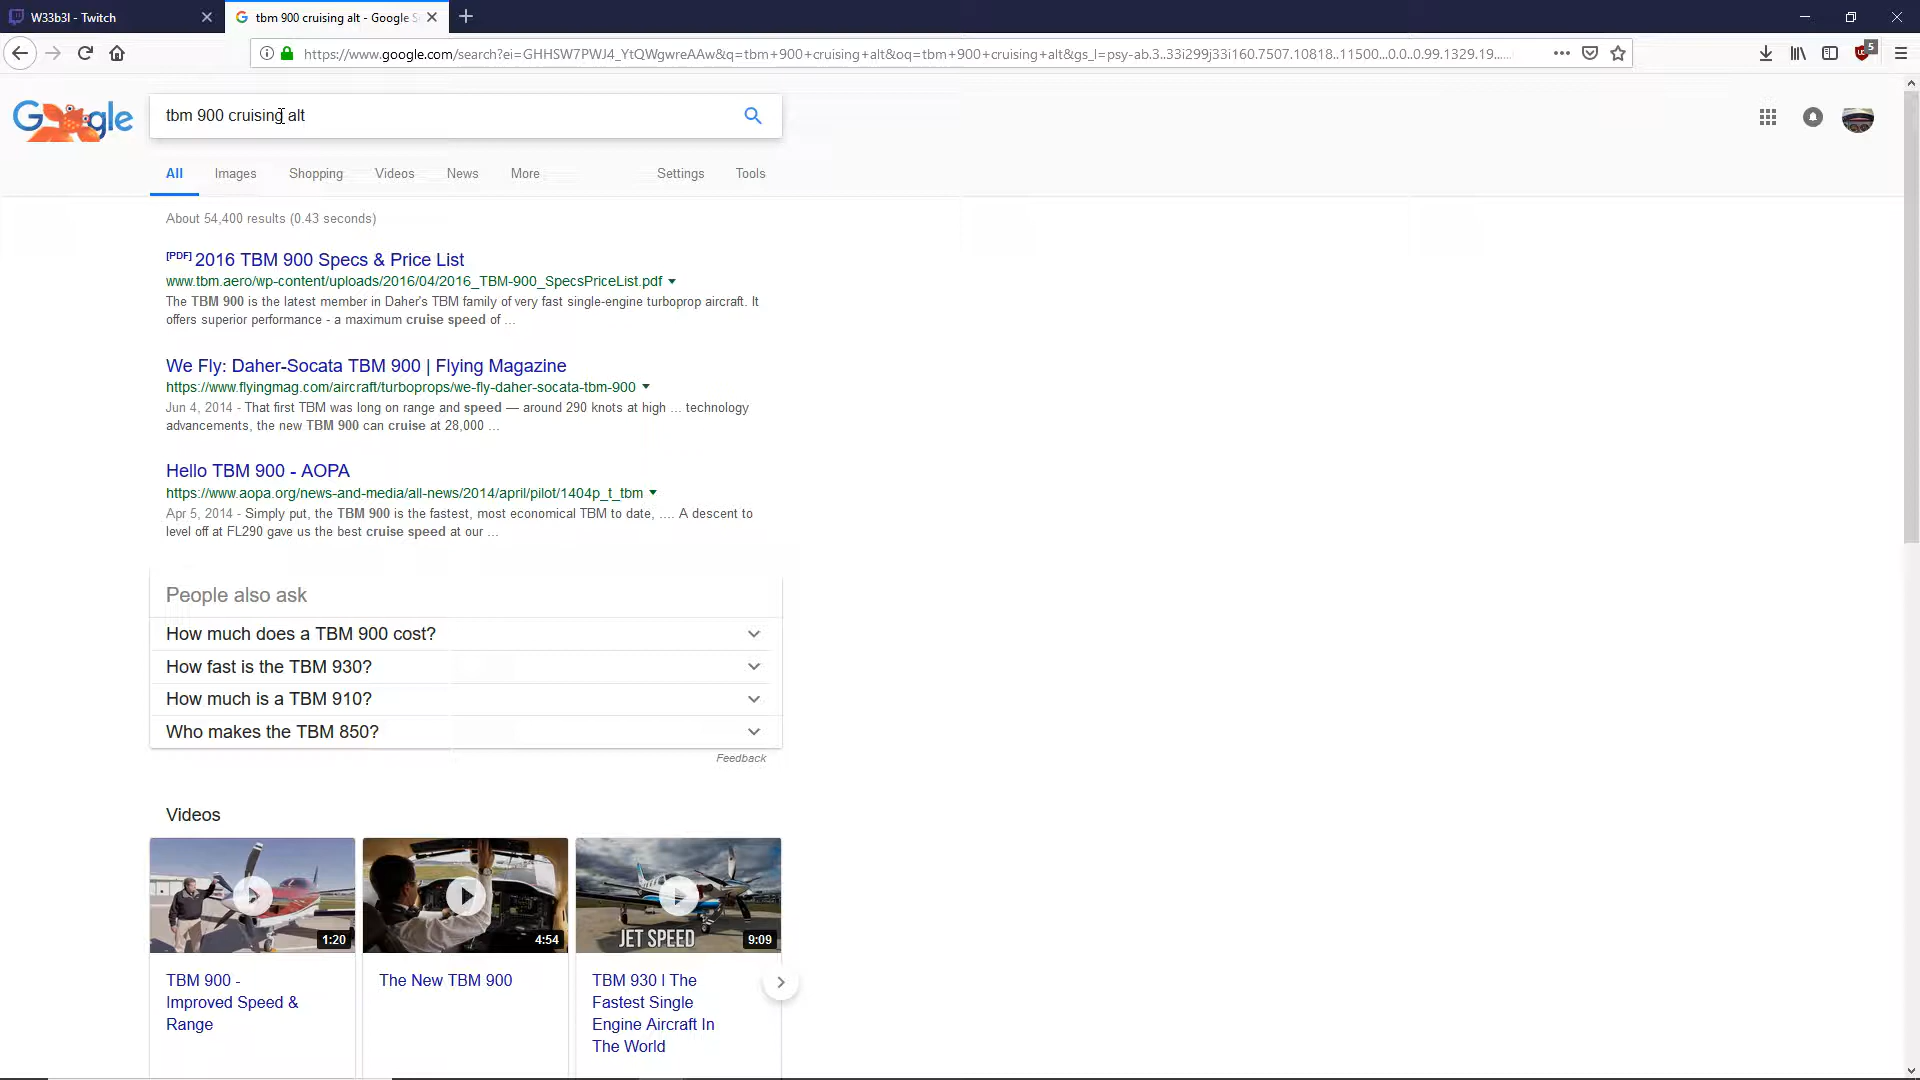 W33b3l - Twitch
tbm 900 cruising alt - Google S
https://www.google.com/search?ei=GHHSW7PWJ4_YtQWgwreAAw&q=tbm+900+cruising+alt&oq=tbm+900+cruising+alt&gs_l=psy-ab.3..33i299j33i160.7507.10818..11500...0.0..0.99.1329.19......
5
Google
tbm 900 cruising alt
All Images Shopping Videos News More Settings Tools
About 54,400 results (0.43 seconds)
[PDF] 2016 TBM 900 Specs & Price List
www.tbm.aero/wp-content/uploads/2016/04/2016_TBM-900_SpecsPriceList.pdf
The TBM 900 is the latest member in Daher's TBM family of very fast single-engine turboprop aircraft. It
offers superior performance - a maximum cruise speed of ...
We Fly: Daher-Socata TBM 900 | Flying Magazine
https://www.flyingmag.com/aircraft/turboprops/we-fly-daher-socata-tbm-900
Jun 4, 2014 - That first TBM was long on range and speed — around 290 knots at high ... technology
advancements, the new TBM 900 can cruise at 28,000 ...
Hello TBM 900 - AOPA
https://www.aopa.org/news-and-media/all-news/2014/april/pilot/1404p_t_tbm
Apr 5, 2014 - Simply put, the TBM 900 is the fastest, most economical TBM to date, .... A descent to
level off at FL290 gave us the best cruise speed at our ...
People also ask
How much does a TBM 900 cost?
How fast is the TBM 930?
How much is a TBM 910?
Who makes the TBM 850?
Feedback
Videos
1:20
4:54
JET SPEED
9:09
TBM 900 -
Improved Speed &
Range
The New TBM 900
TBM 930 | The
Fastest Single
Engine Aircraft In
The World